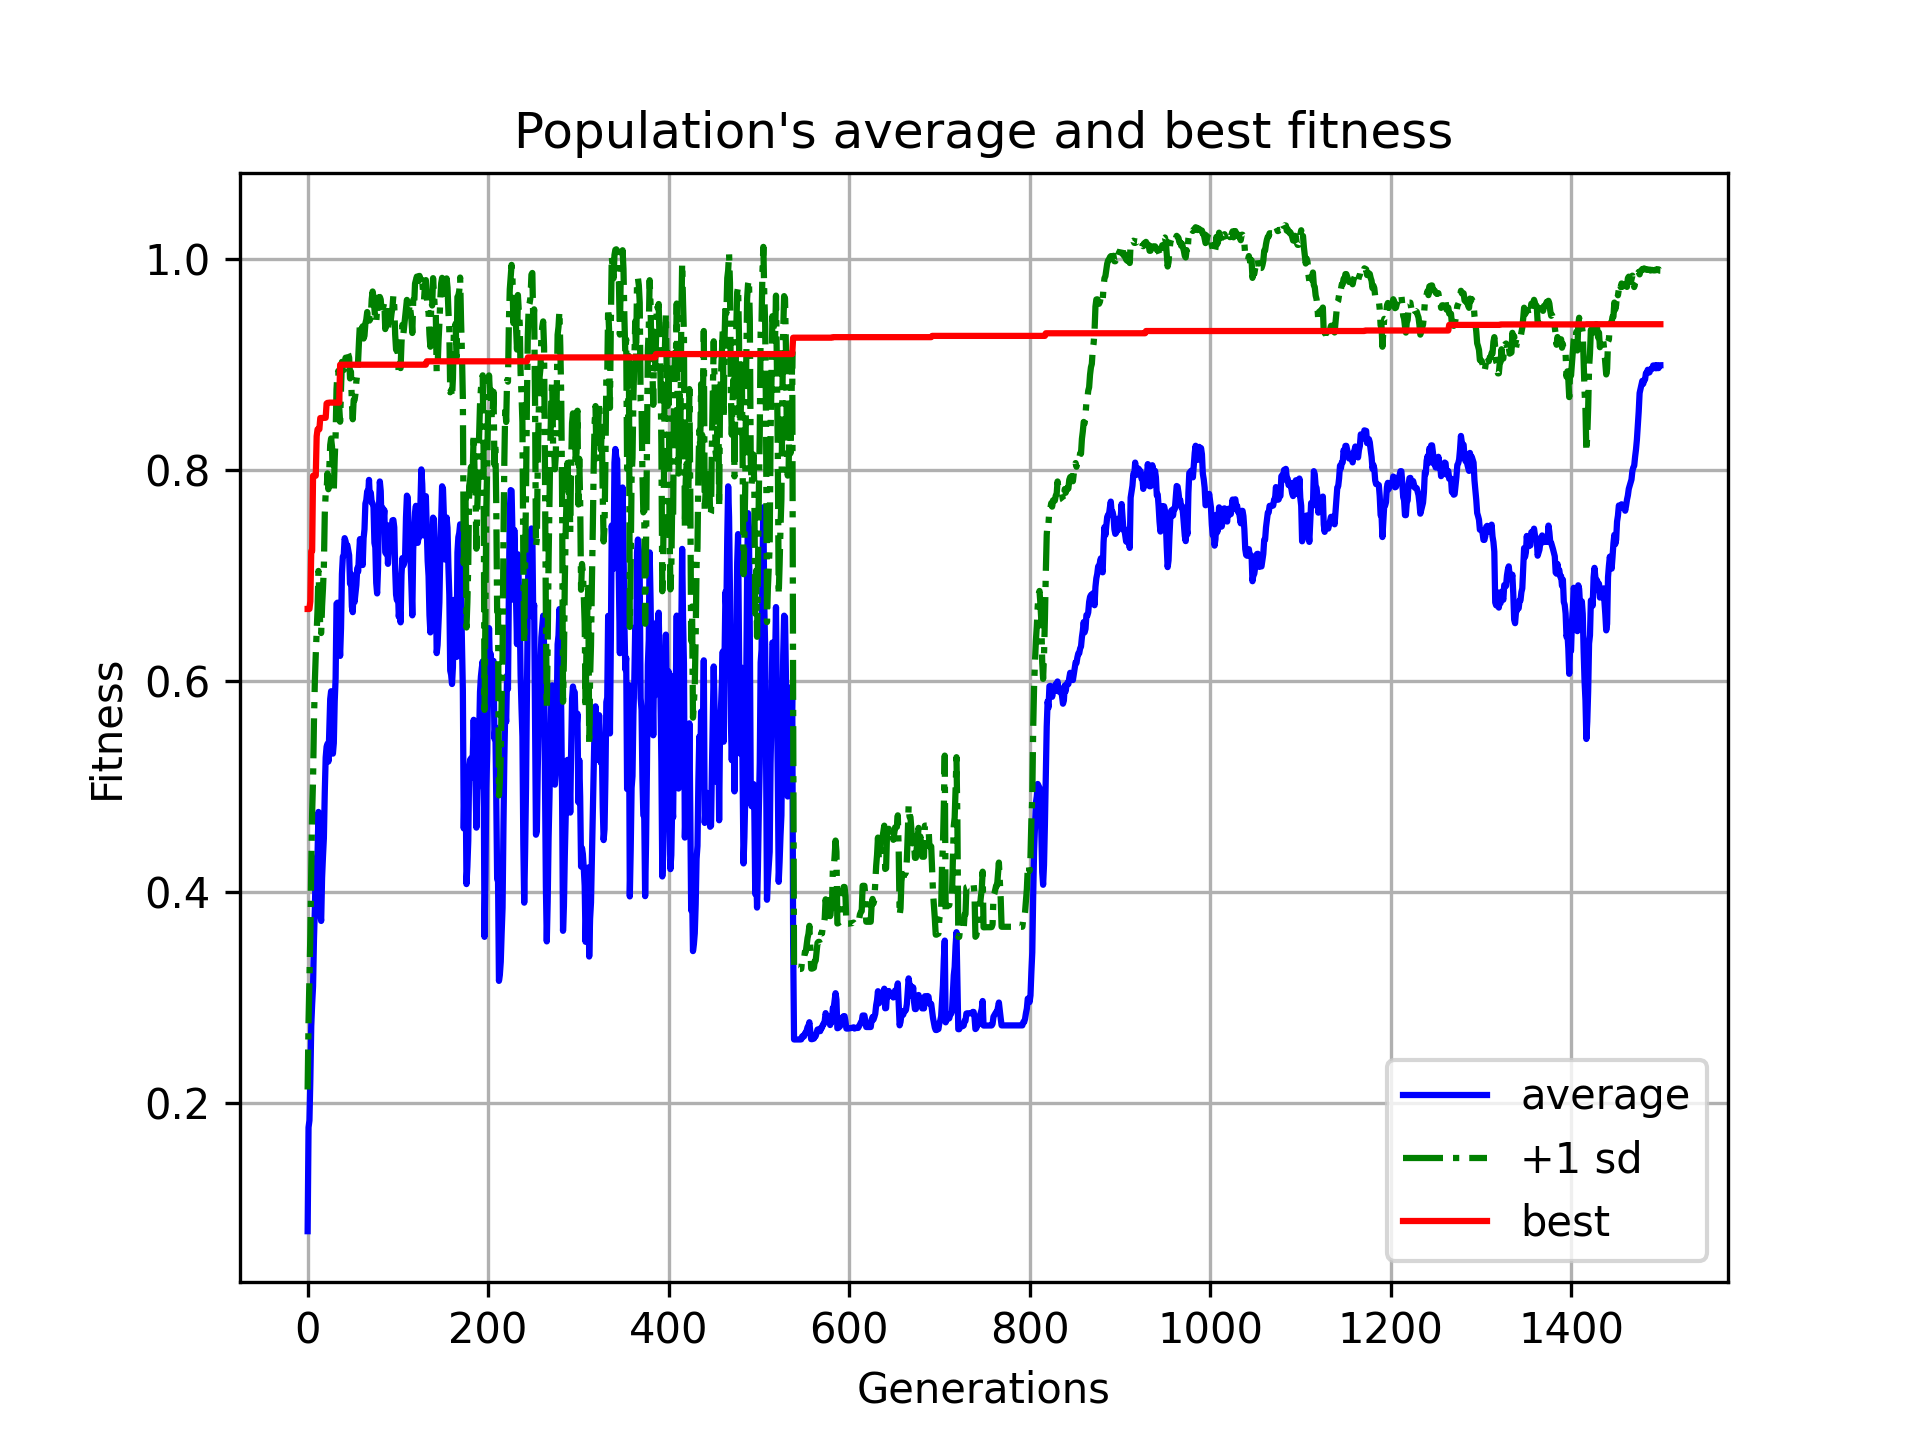 Population's average and best fitness
1.0
0.8
0.6
0.4
0.2
Fitness
0 200 400 600 800 1000 1200 1400
Generations
average
+1 sd
best